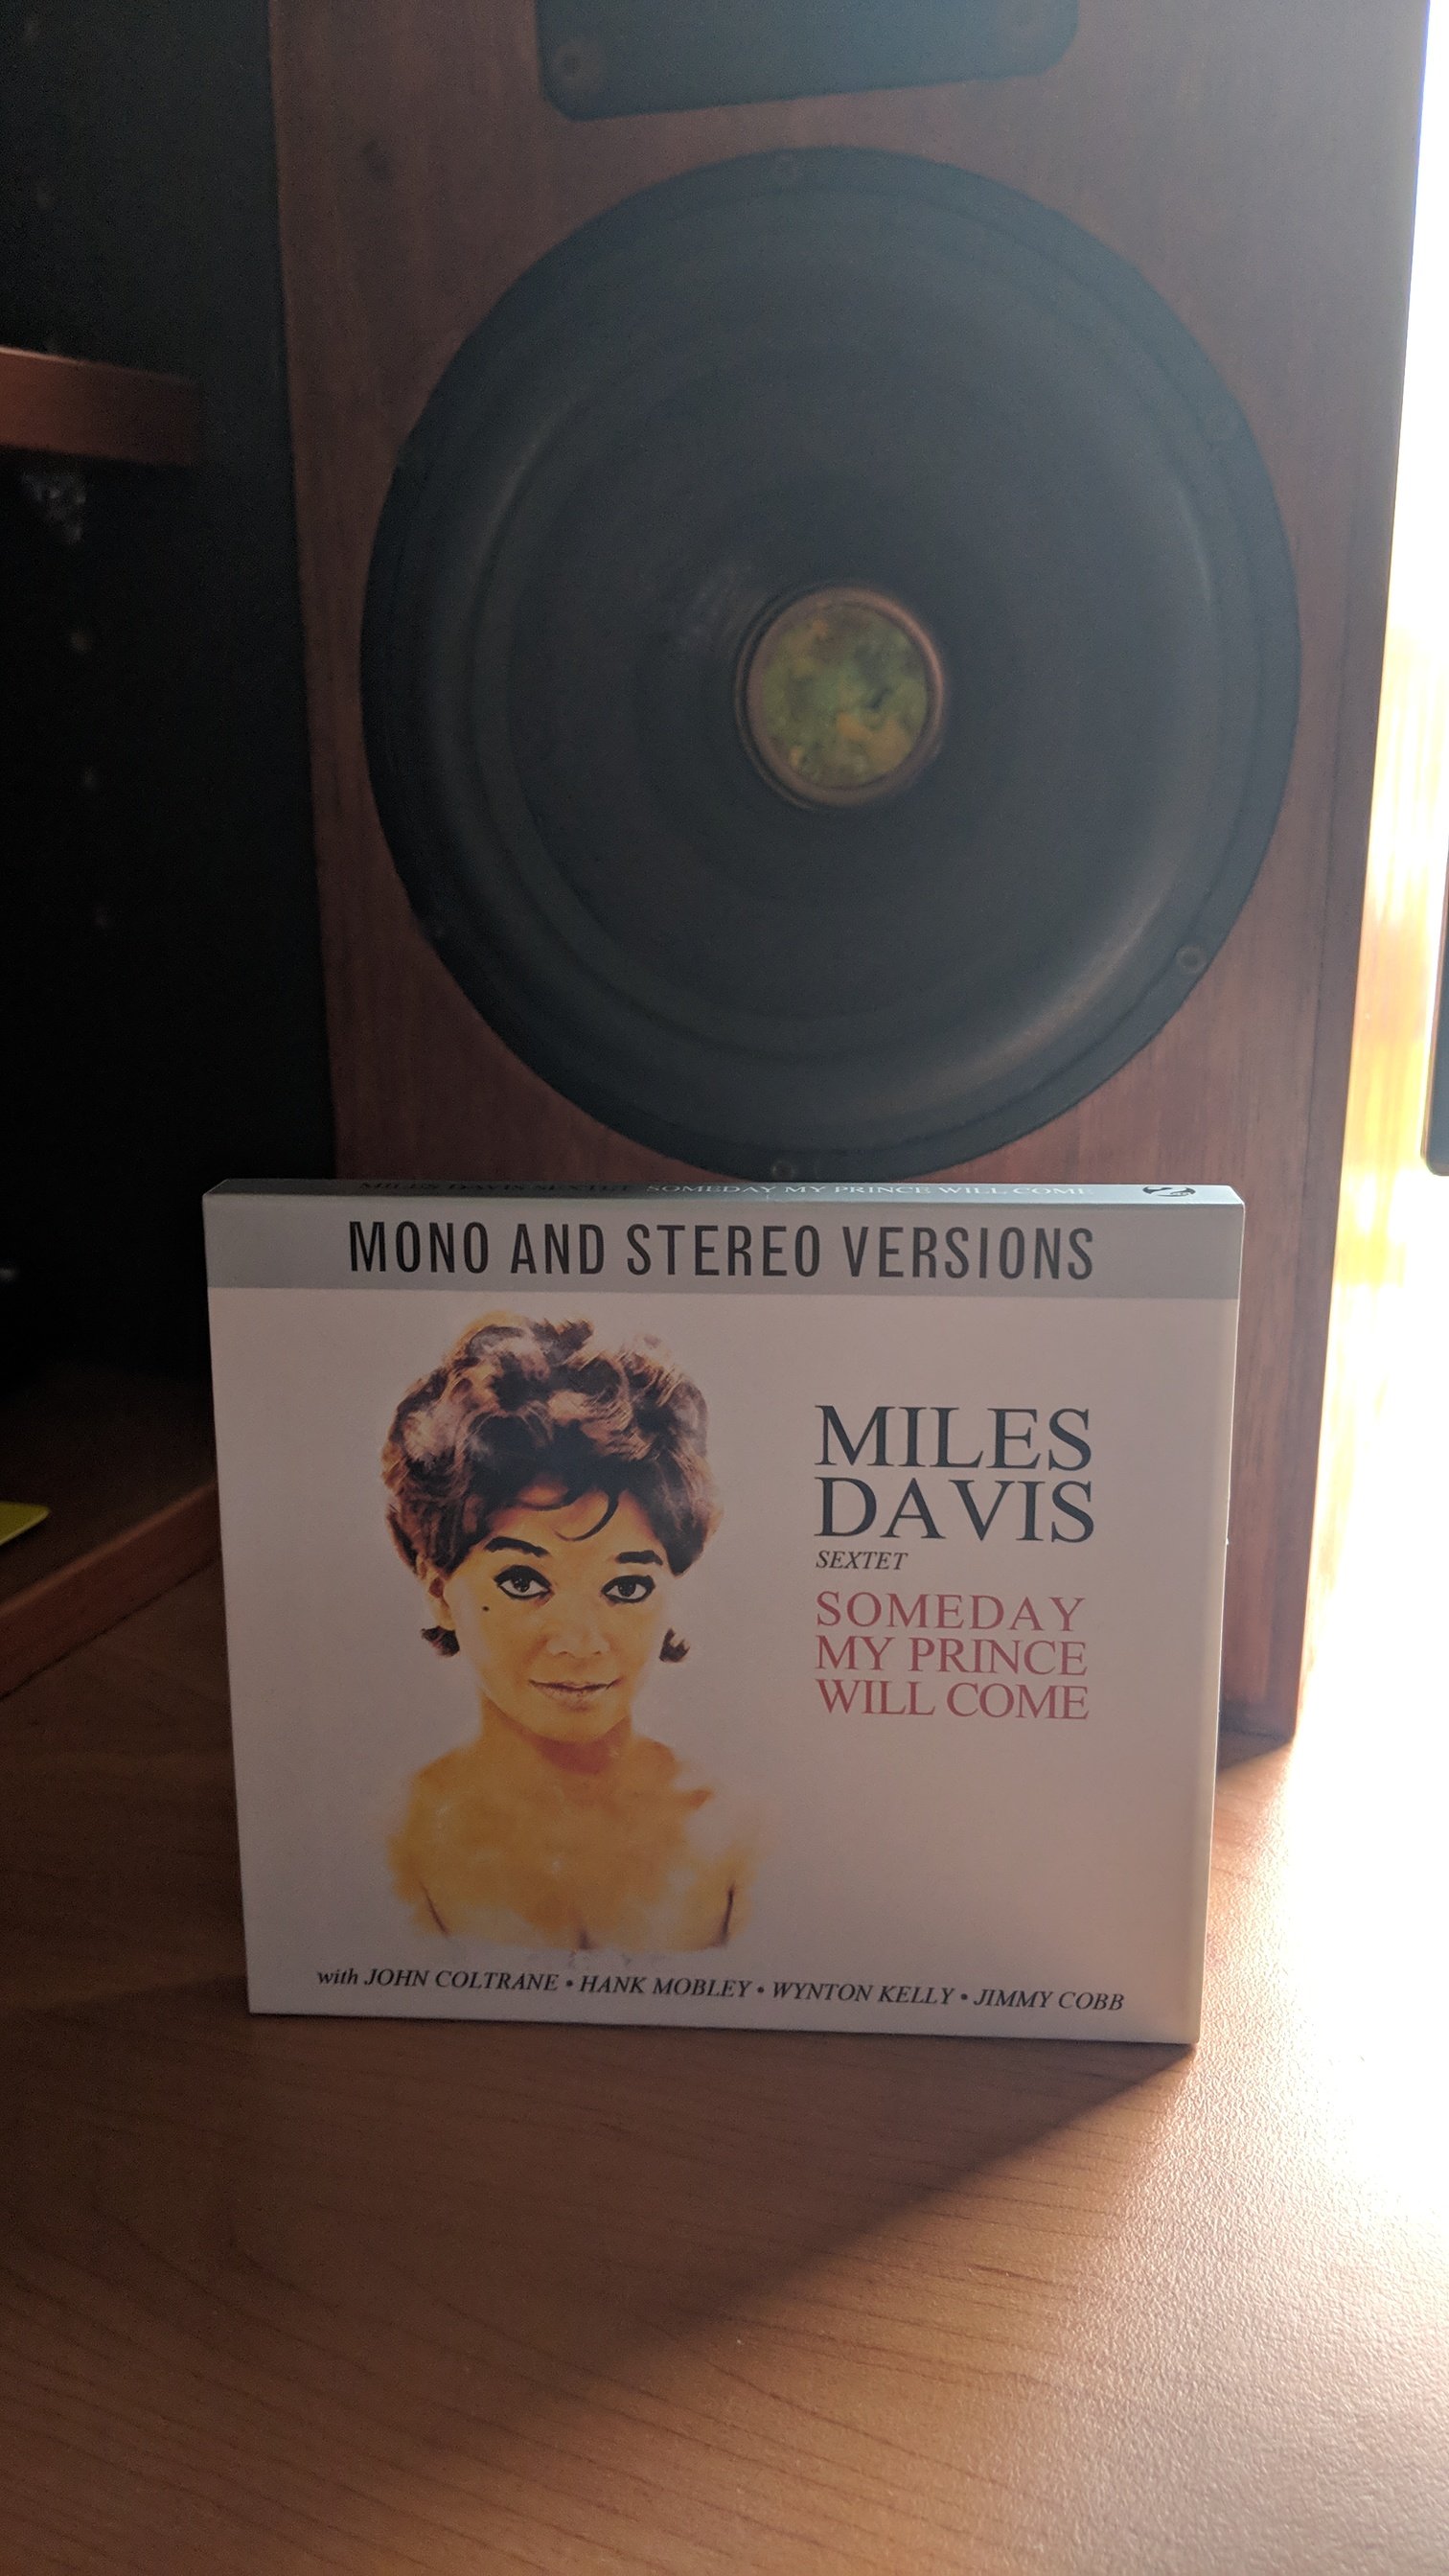 MILES DAVIS SEXTET SOMEDAY MY PRINCE WILL COME
MONO AND STEREO VERSIONS
MILES
DAVIS
SEXTET
SOMEDAY
MY PRINCE
WILL COME
with JOHN COLTRANE • HANK MOBLEY • WYNTON KELLY • JIMMY COBB